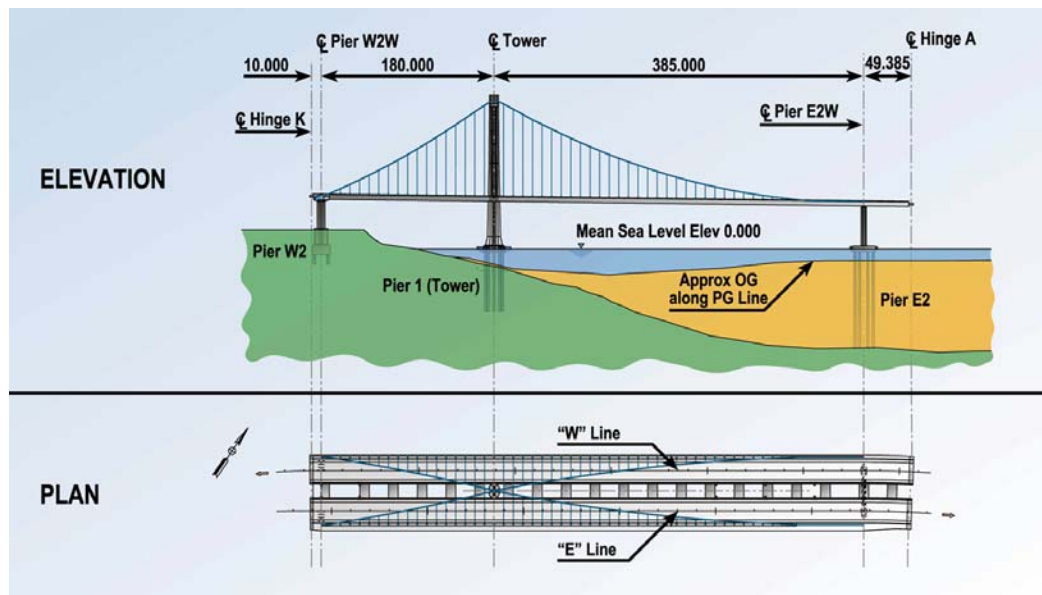 ℄ Pier W2W
℄ Tower
℄ Hinge A
10.000
180.000
385.000
49.385
℄ Hinge K
℄ Pier E2W
ELEVATION
Mean Sea Level Elev 0.000
Pier W2
Pier 1 (Tower)
Approx OG
along PG Line
Pier E2
"W" Line
PLAN
"E" Line